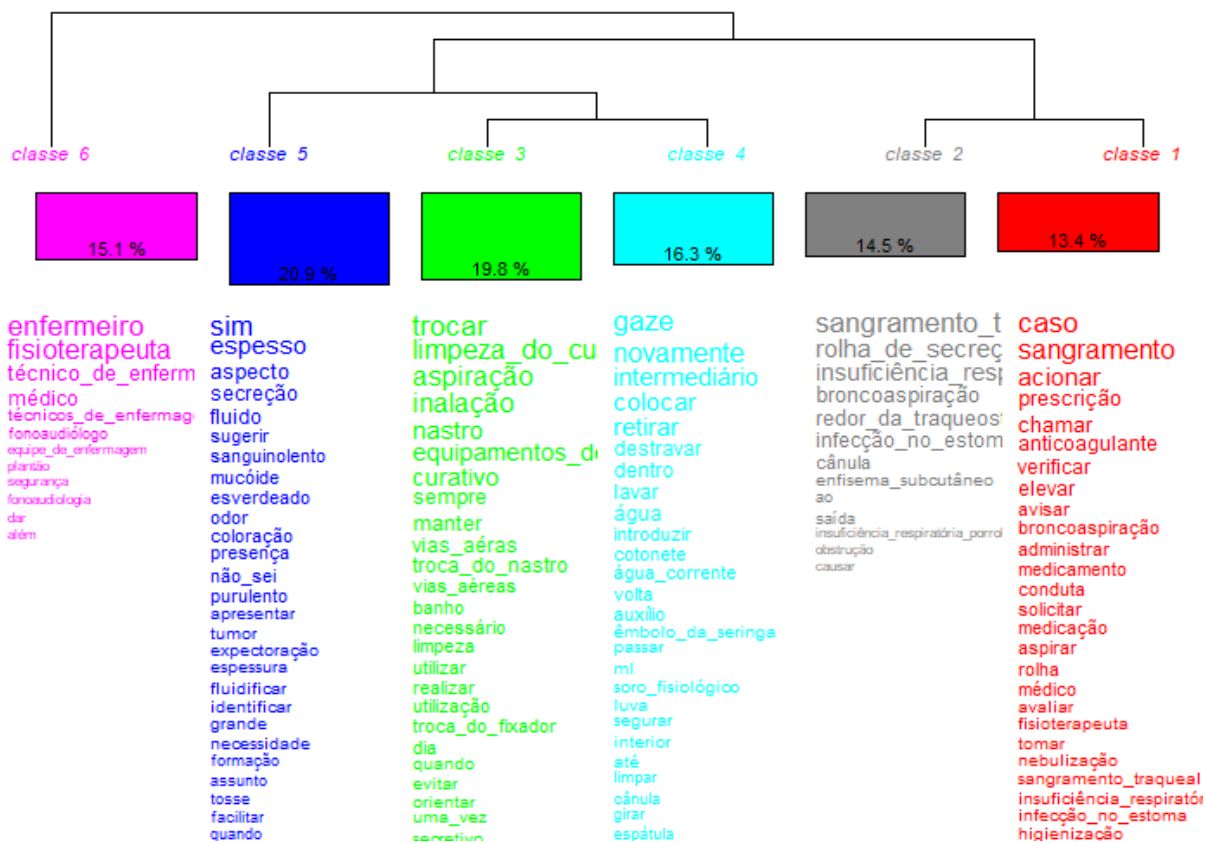 classe 6
classe 5
classe 3
classe 4
classe 2
classe 1
15.1 %
20.9 %
19.8 %
16.3 %
14.5 %
13.4 %
enfermeiro
fisioterapeuta
técnico_de_enferm
médico
técnicos_de_enfermag
fonoaudiólogo
equipe_de_enfermagem
plantão
segurança
fonoaudiologia
dar
além
sim
espesso
aspecto
secreção
fluido
sugerir
sanguinolento
mucóide
esverdeado
odor
coloração
presença
não_sei
purulento
apresentar
tumor
expectoração
espessura
fluidificar
identificar
grande
necessidade
formação
assunto
tosse
facilitar
quando
trocar
limpeza_do_cu
aspiração
inalação
nastro
equipamentos_de
curativo
sempre
manter
vias_aéras
troca_do_nastro
vias_aéreas
banho
necessário
limpeza
utilizar
realizar
utilização
troca_do_fixador
dia
quando
evitar
orientar
uma_vez
secretivo
gaze
novamente
intermediário
colocar
retirar
destravar
dentro
lavar
água
introduzir
cotonete
água_corrente
volta
auxílio
êmbolo_da_seringa
passar
ml
soro_fisiológico
luva
segurar
interior
até
limpar
cânula
girar
espátula
sangramento_t
rolha_de_secreç
insuficiência_resp
broncoaspiração
redor_da_traqueost
infecção_no_estom
cânula
enfisema_subcutâneo
ao
saída
insuficiência_respiratória_porrol
obstrução
causar
caso
sangramento
acionar
prescrição
chamar
anticoagulante
verificar
elevar
avisar
broncoaspiração
administrar
medicamento
conduta
solicitar
medicação
aspirar
rolha
médico
avaliar
fisioterapeuta
tomar
nebulização
sangramento_traqueal
insuficiência_respiratór
infecção_no_estoma
higienização